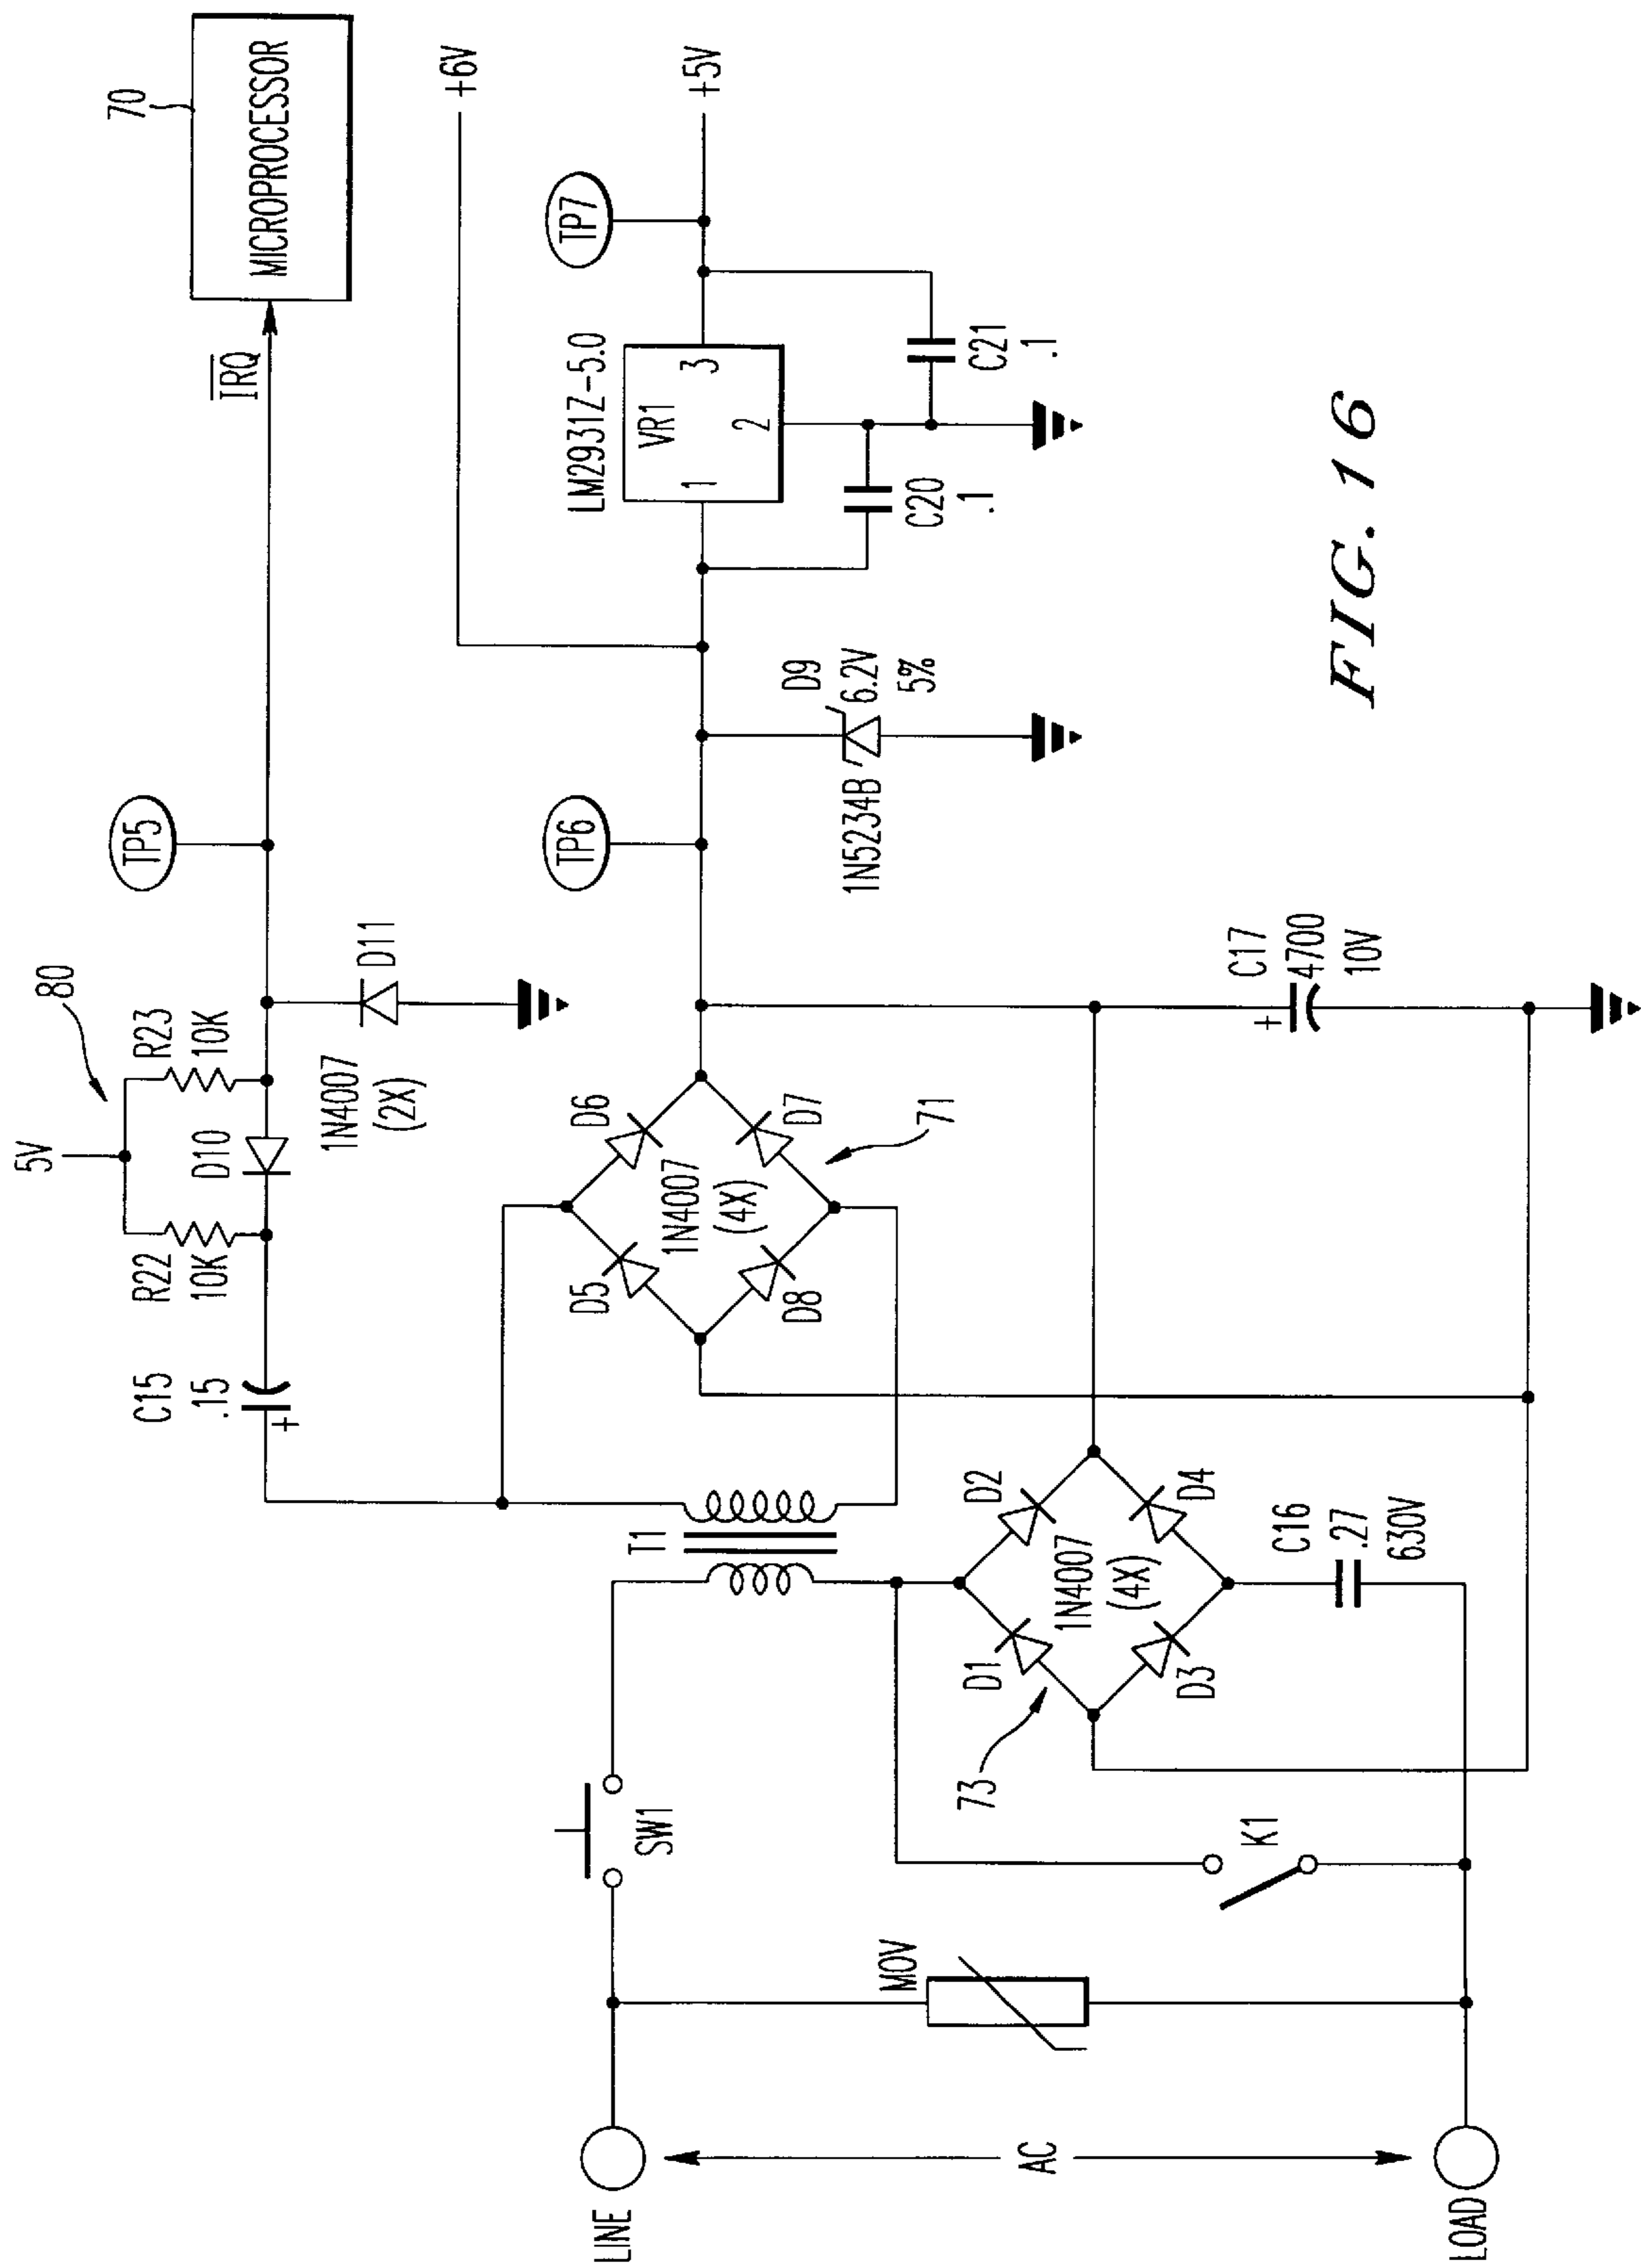 LINE
AC
LOAD
MOV
SW1
K1
73
T1
D1
D2
1N4007
(4X)
D3
D4
C16
.27
630V
C15
.15
+
R22
10K
5V
80
D10
R23
10K
1N4007
(2X)
D11
D5
D6
1N4007
(4X)
D8
D7
71
+
C17
4700
10V
TP5
TP6
1N5234B
D9
6.2V
5%
LM2931Z-5.0
VR1
1
2
3
C20
.1
C21
.1
TP7
+6V
+5V
IRQ
MICROPROCESSOR
70
FIG. 16